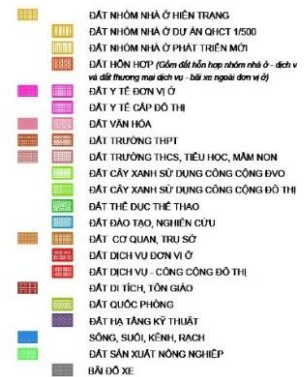 ĐẤT NHÓM NHÀ Ở HIỆN TRẠNG
ĐẤT NHÓM NHÀ Ở DỰ ÁN QHCT 1/500
ĐẤT NHÓM NHÀ Ở PHÁT TRIỂN MỚI
ĐẤT HỖN HỢP (Gồm đất hỗn hợp nhóm nhà ở - dịch v
và đất thương mại dịch vụ - bãi xe ngoài đơn vị ở)
ĐẤT Y TẾ ĐƠN VỊ Ở
ĐẤT Y TẾ CẤP ĐÔ THỊ
ĐẤT VĂN HÓA
ĐẤT TRƯỜNG THPT
ĐẤT TRƯỜNG THCS, TIỂU HỌC, MẦM NON
ĐẤT CÂY XANH SỬ DỤNG CÔNG CỘNG ĐVO
ĐẤT CÂY XANH SỬ DỤNG CÔNG CỘNG ĐÔ THỊ
ĐẤT THỂ DỤC THỂ THAO
ĐẤT ĐÀO TẠO, NGHIÊN CỨU
ĐẤT CƠ QUAN, TRỤ SỞ
ĐẤT DỊCH VỤ ĐƠN VỊ Ở
ĐẤT DỊCH VỤ - CÔNG CỘNG ĐÔ THỊ
ĐẤT DI TÍCH, TÔN GIÁO
ĐẤT QUỐC PHÒNG
ĐẤT HẠ TẦNG KỸ THUẬT
SÔNG, SUỐI, KÊNH, RẠCH
ĐẤT SẢN XUẤT NÔNG NGHIỆP
BÃI ĐỖ XE